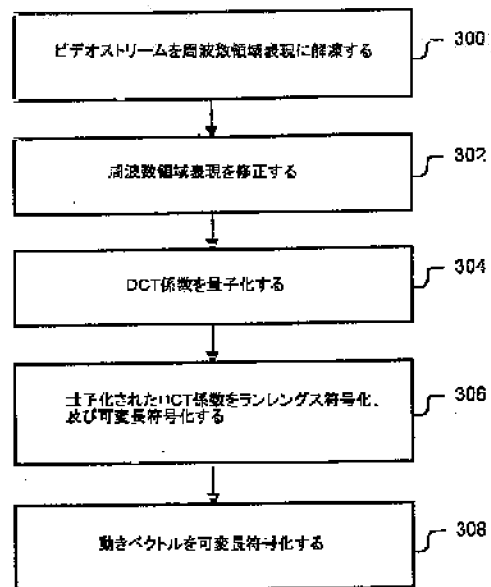 ビデオストリームを周波数領域表現に解凍する
300
周波数領域表現を修正する
302
DCT係数を量子化する
304
量子化されたDCT係数をランレングス符号化、
及び可変長符号化する
306
動きベクトルを可変長符号化する
308